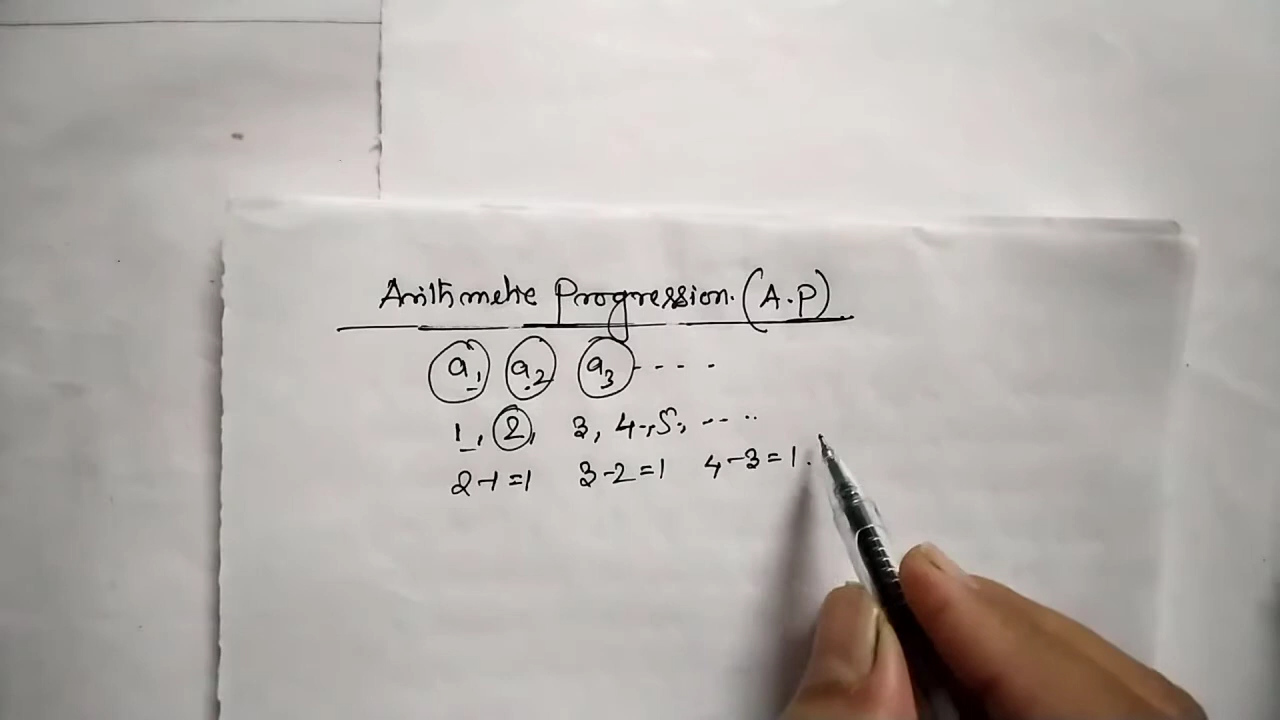 Arithmetic Progression. (A.P)
a₁ a₂ a₃ ----
1, 2, 3, 4, 5, ----
2-1=1 3-2=1 4-3=1.